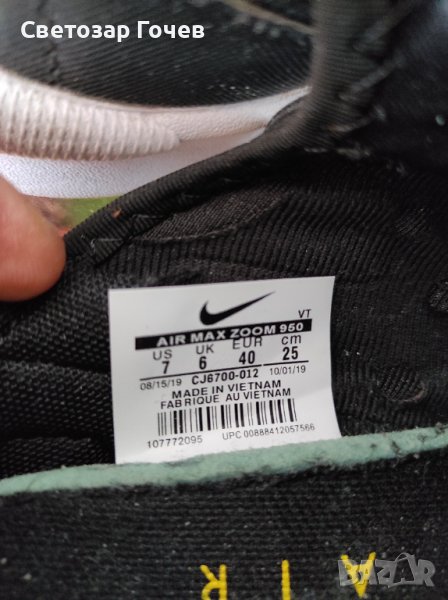 Светозар Гочев
VT
AIR MAX ZOOM 950
US UK EUR cm
7 6 40 25
08/15/19 CJ6700-012 10/01/19
MADE IN VIETNAM
FABRIQUE AU VIETNAM
107772095 UPC 00888412057566
A
I
R
BAZAR